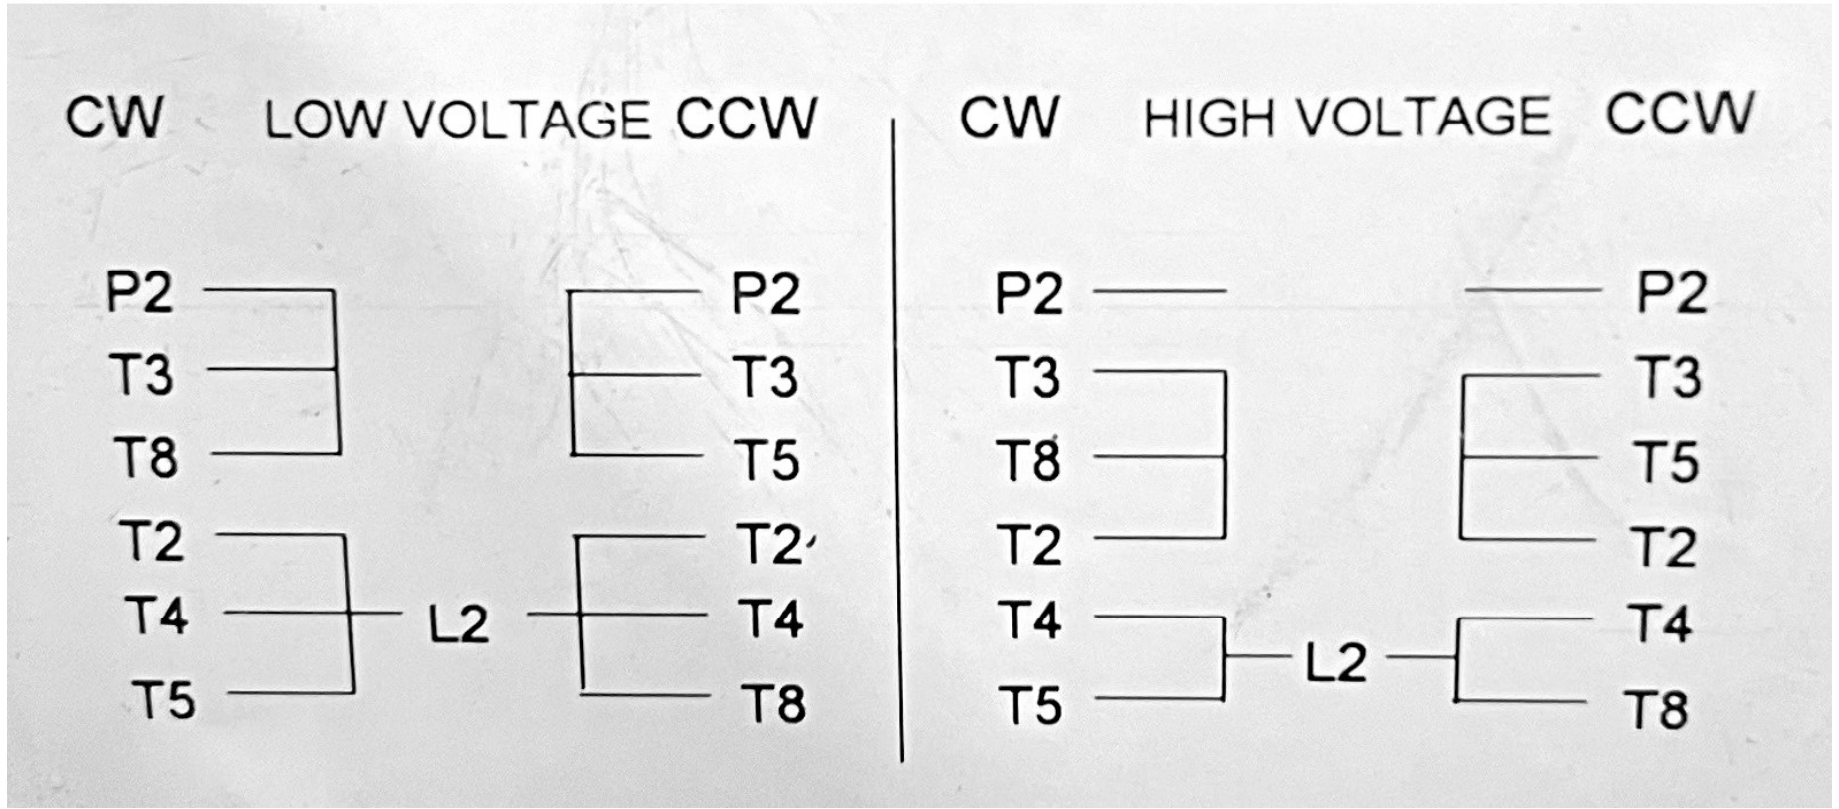 CW LOW VOLTAGE CCW CW HIGH VOLTAGE CCW
P2 P2 P2 P2
T3 T3 T3 T3
T8 T5 T8 T5
T2 T2 T2 T2
T4 L2 T4 T4 L2 T4
T5 T8 T5 T8